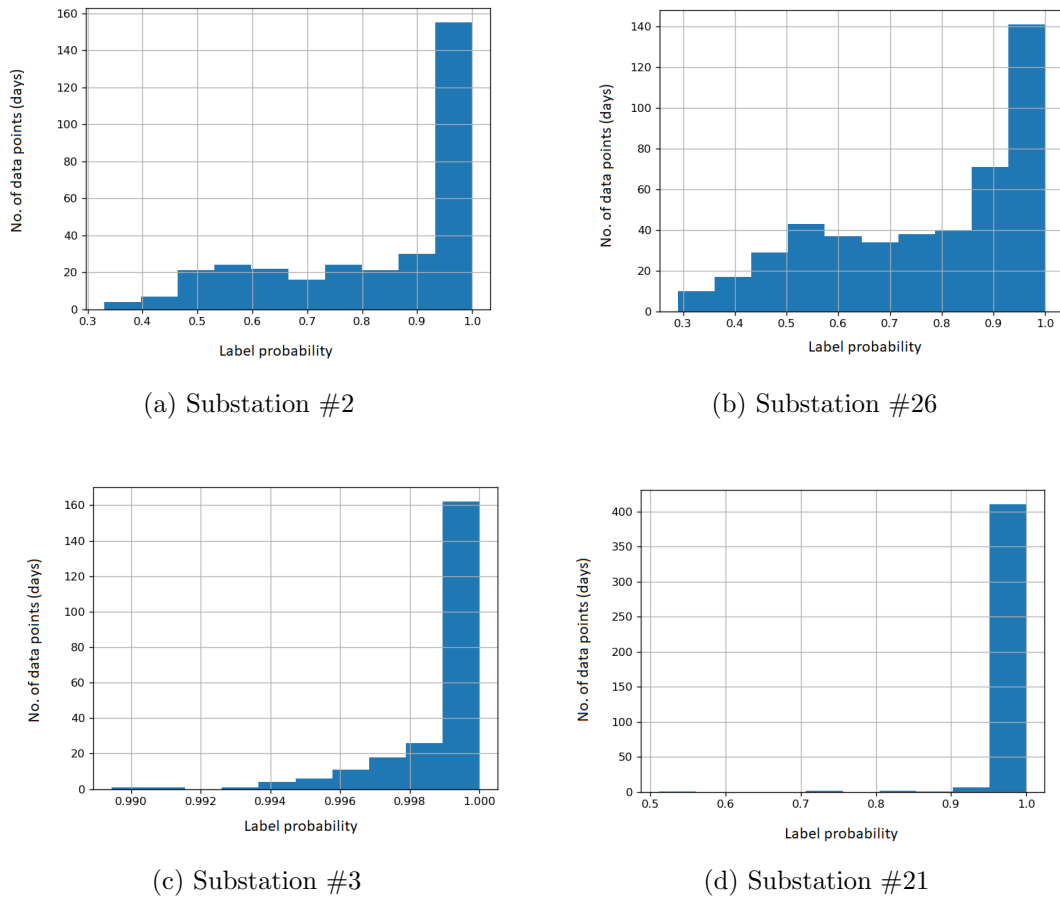 160
140
120
100
80
60
40
20
0
No. of data points (days)
0.3 0.4 0.5 0.6 0.7 0.8 0.9 1.0
Label probability
(a) Substation #2
140
120
100
80
60
40
20
0
No. of data points (days)
0.3 0.4 0.5 0.6 0.7 0.8 0.9 1.0
Label probability
(b) Substation #26
160
140
120
100
80
60
40
20
0
No. of data points (days)
0.990 0.992 0.994 0.996 0.998 1.000
Label probability
(c) Substation #3
400
350
300
250
200
150
100
50
0
No. of data points (days)
0.5 0.6 0.7 0.8 0.9 1.0
Label probability
(d) Substation #21